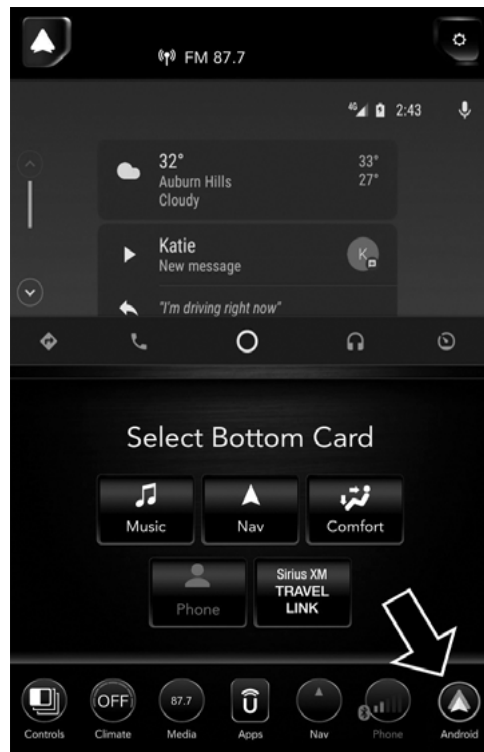 FM 87.7
4G 2:43
32° 33°
Auburn Hills 27°
Cloudy
Katie
New message
K
"I'm driving right now"
Select Bottom Card
Music Nav Comfort
Phone
Sirius XM
TRAVEL
LINK
OFF 87.7
Controls Climate Media Apps Nav Phone Android